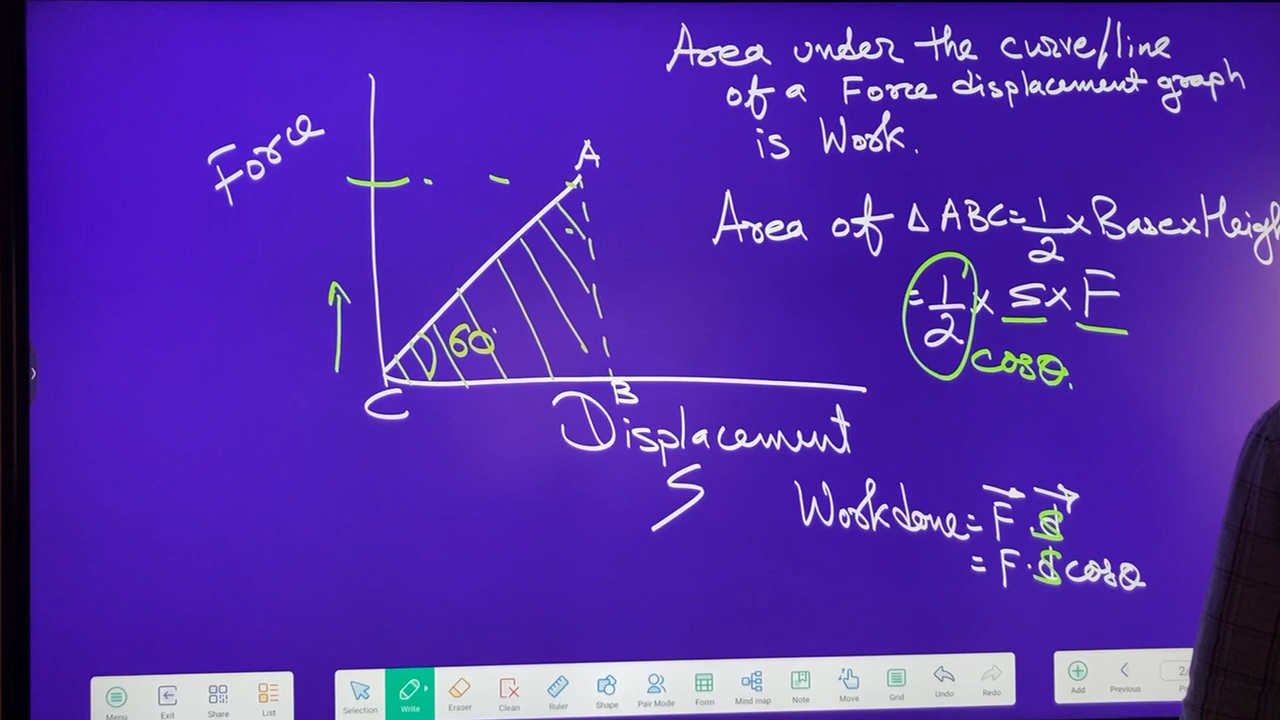 Area under the curve/line
of a Force displacement graph
is Work.
Force
A
Area of △ ABC = 1/2 × Base × Heigh
= 1/2 × S × F
cosθ.
60
C
B
Displacement
S
Workdone = F . S
= F . S cosθ
Menu Exit Share List
Selection Write Eraser Clean Ruler Shape Pair Mode Form Mind map Note Move Grid Undo Redo
Add Previous 2/